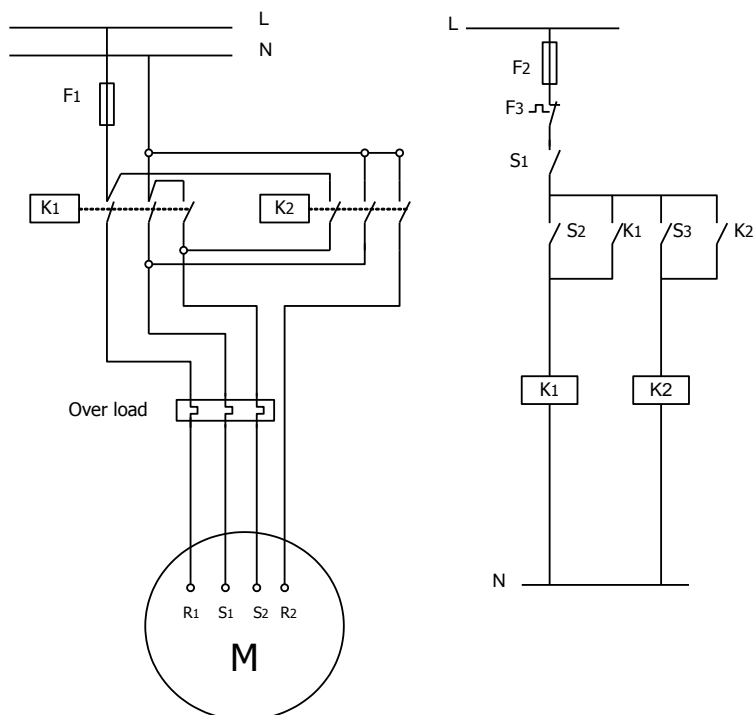 L
N
F1
K1
K2
Over load
R1 S1 S2 R2
M
L
F2
F3
S1
S2 K1 S3 K2
K1 K2
N